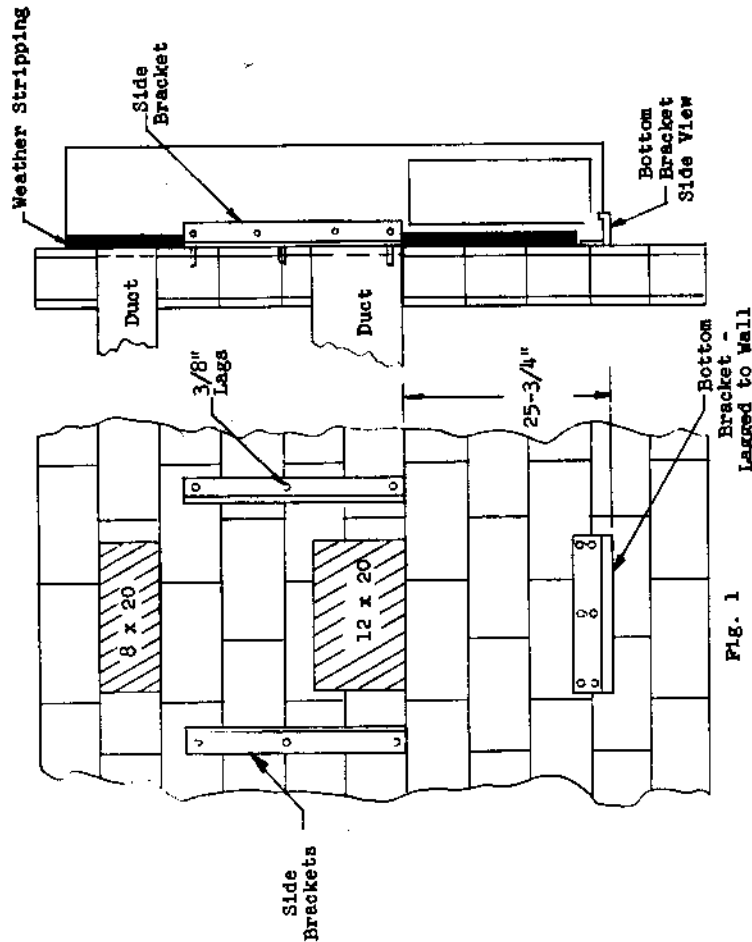 Weather Stripping
Side
Bracket
Bottom
Bracket
Side View
Duct
Duct
3/8"
Lags
8 x 20
12 x 20
25-3/4"
Side
Brackets
Bottom
Bracket -
Lagged to Wall
Fig. 1